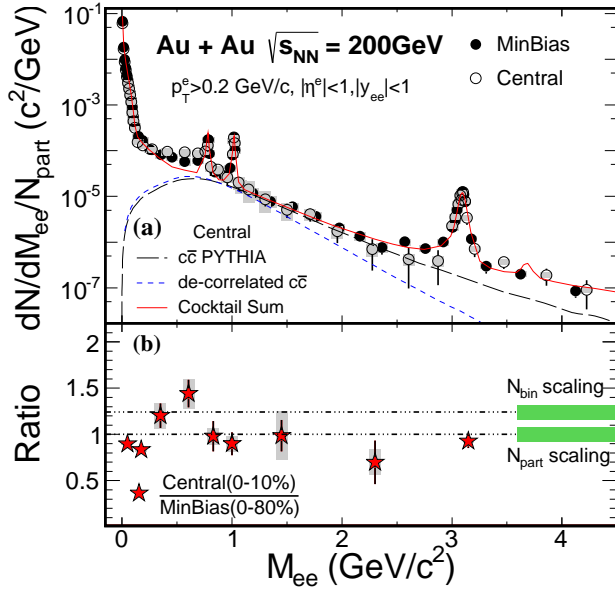 dN/dM_ee/N_part (c²/GeV)
10⁻¹
10⁻³
10⁻⁵
10⁻⁷
Au + Au √s_NN = 200GeV
p_T^e>0.2 GeV/c, |η^e|<1,|y_ee|<1
MinBias
Central
(a)
Central
cc̄ PYTHIA
de-correlated cc̄
Cocktail Sum
Ratio
2
1.5
1
0.5
(b)
N_bin scaling
N_part scaling
Central(0-10%)
MinBias(0-80%)
0 1 2 3 4
M_ee (GeV/c²)